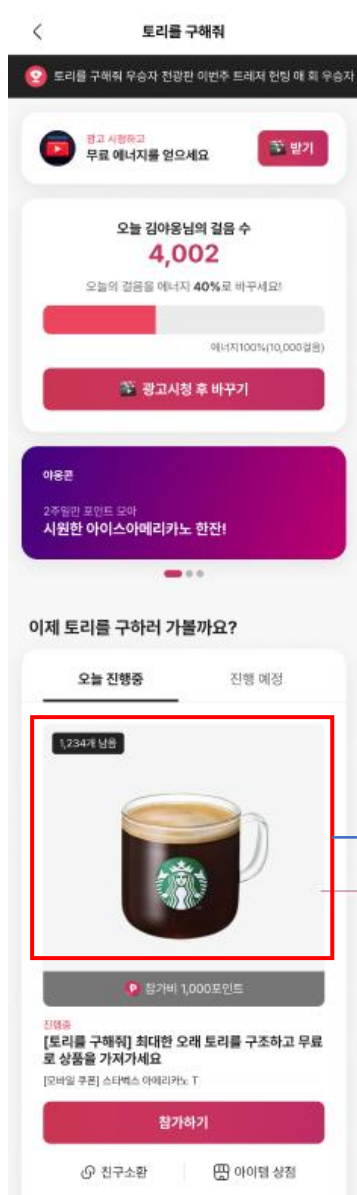 토리를 구해줘
토리를 구해줘 우승자 전광판 이번주 트레저 헌팅 매 회 우승자
광고 시청하고
무료 에너지를 얻으세요
받기
오늘 김야옹님의 걸음 수
4,002
오늘의 걸음을 에너지 40%로 바꾸세요!
에너지100%(10,000걸음)
광고시청 후 바꾸기
야옹콘
2주일만 포인트 모아
시원한 아이스아메리카노 한잔!
이제 토리를 구하러 가볼까요?
오늘 진행중
진행 예정
1,234개 남음
참가비 1,000포인트
진행중
[토리를 구해줘] 최대한 오래 토리를 구조하고 무료
로 상품을 가져가세요
[모바일 쿠폰] 스타벅스 아메리카노 T
참가하기
친구소환
아이템 상점